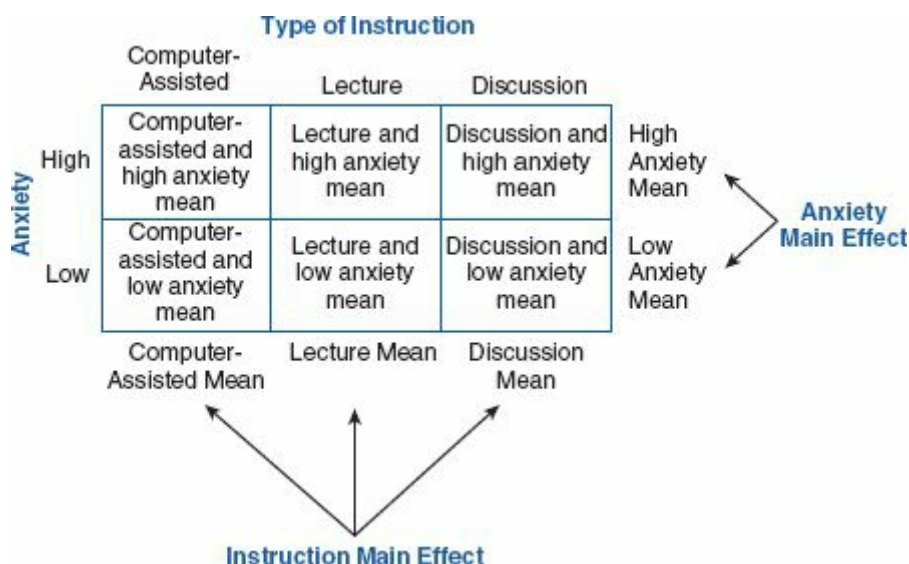 Type of Instruction
Computer-
Assisted
Lecture
Discussion
Anxiety
High
Computer-
assisted and
high anxiety
mean
Lecture and
high anxiety
mean
Discussion and
high anxiety
mean
High
Anxiety
Mean
Low
Computer-
assisted and
low anxiety
mean
Lecture and
low anxiety
mean
Discussion and
low anxiety
mean
Low
Anxiety
Mean
Anxiety
Main Effect
Computer-
Assisted Mean
Lecture Mean
Discussion
Mean
Instruction Main Effect